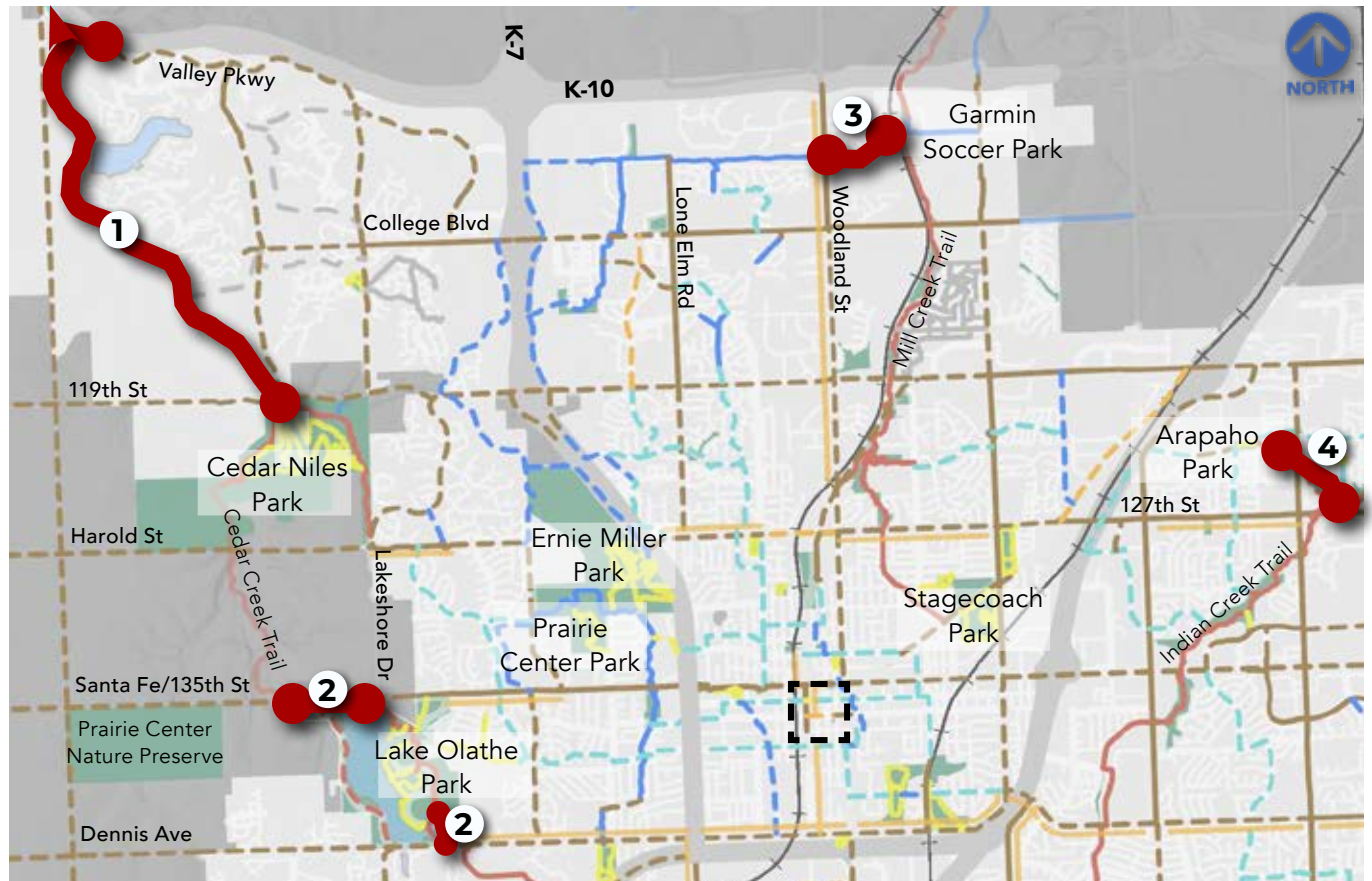 K-7
NORTH
Valley Pkwy
K-10
3
Garmin
Soccer Park
1
College Blvd
Lone Elm Rd
Woodland St
Mill Creek Trail
119th St
Arapaho
Park
4
Cedar Niles
Park
127th St
Harold St
Cedar Creek Trail
Lakeshore Dr
Ernie Miller
Park
Stagecoach
Park
Indian Creek Trail
Prairie
Center Park
Santa Fe/135th St
2
Prairie Center
Nature Preserve
Lake Olathe
Park
2
Dennis Ave